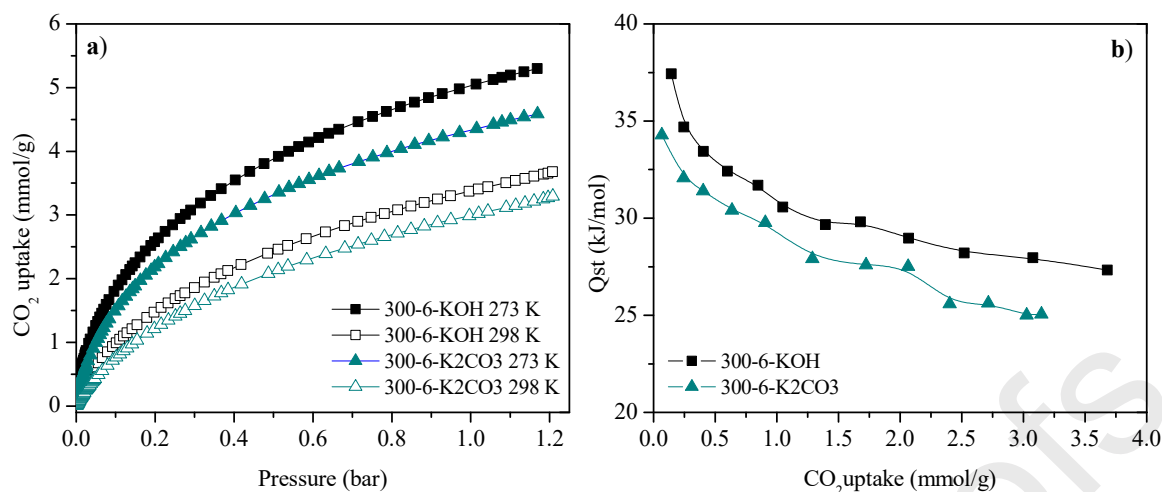 a)
6
5
4
3
2
1
0
CO₂ uptake (mmol/g)
300-6-KOH 273 K
300-6-KOH 298 K
300-6-K2CO3 273 K
300-6-K2CO3 298 K
0.0 0.2 0.4 0.6 0.8 1.0 1.2
Pressure (bar)
b)
40
35
30
25
20
Qst (kJ/mol)
300-6-KOH
300-6-K2CO3
0.0 0.5 1.0 1.5 2.0 2.5 3.0 3.5 4.0
CO₂uptake (mmol/g)